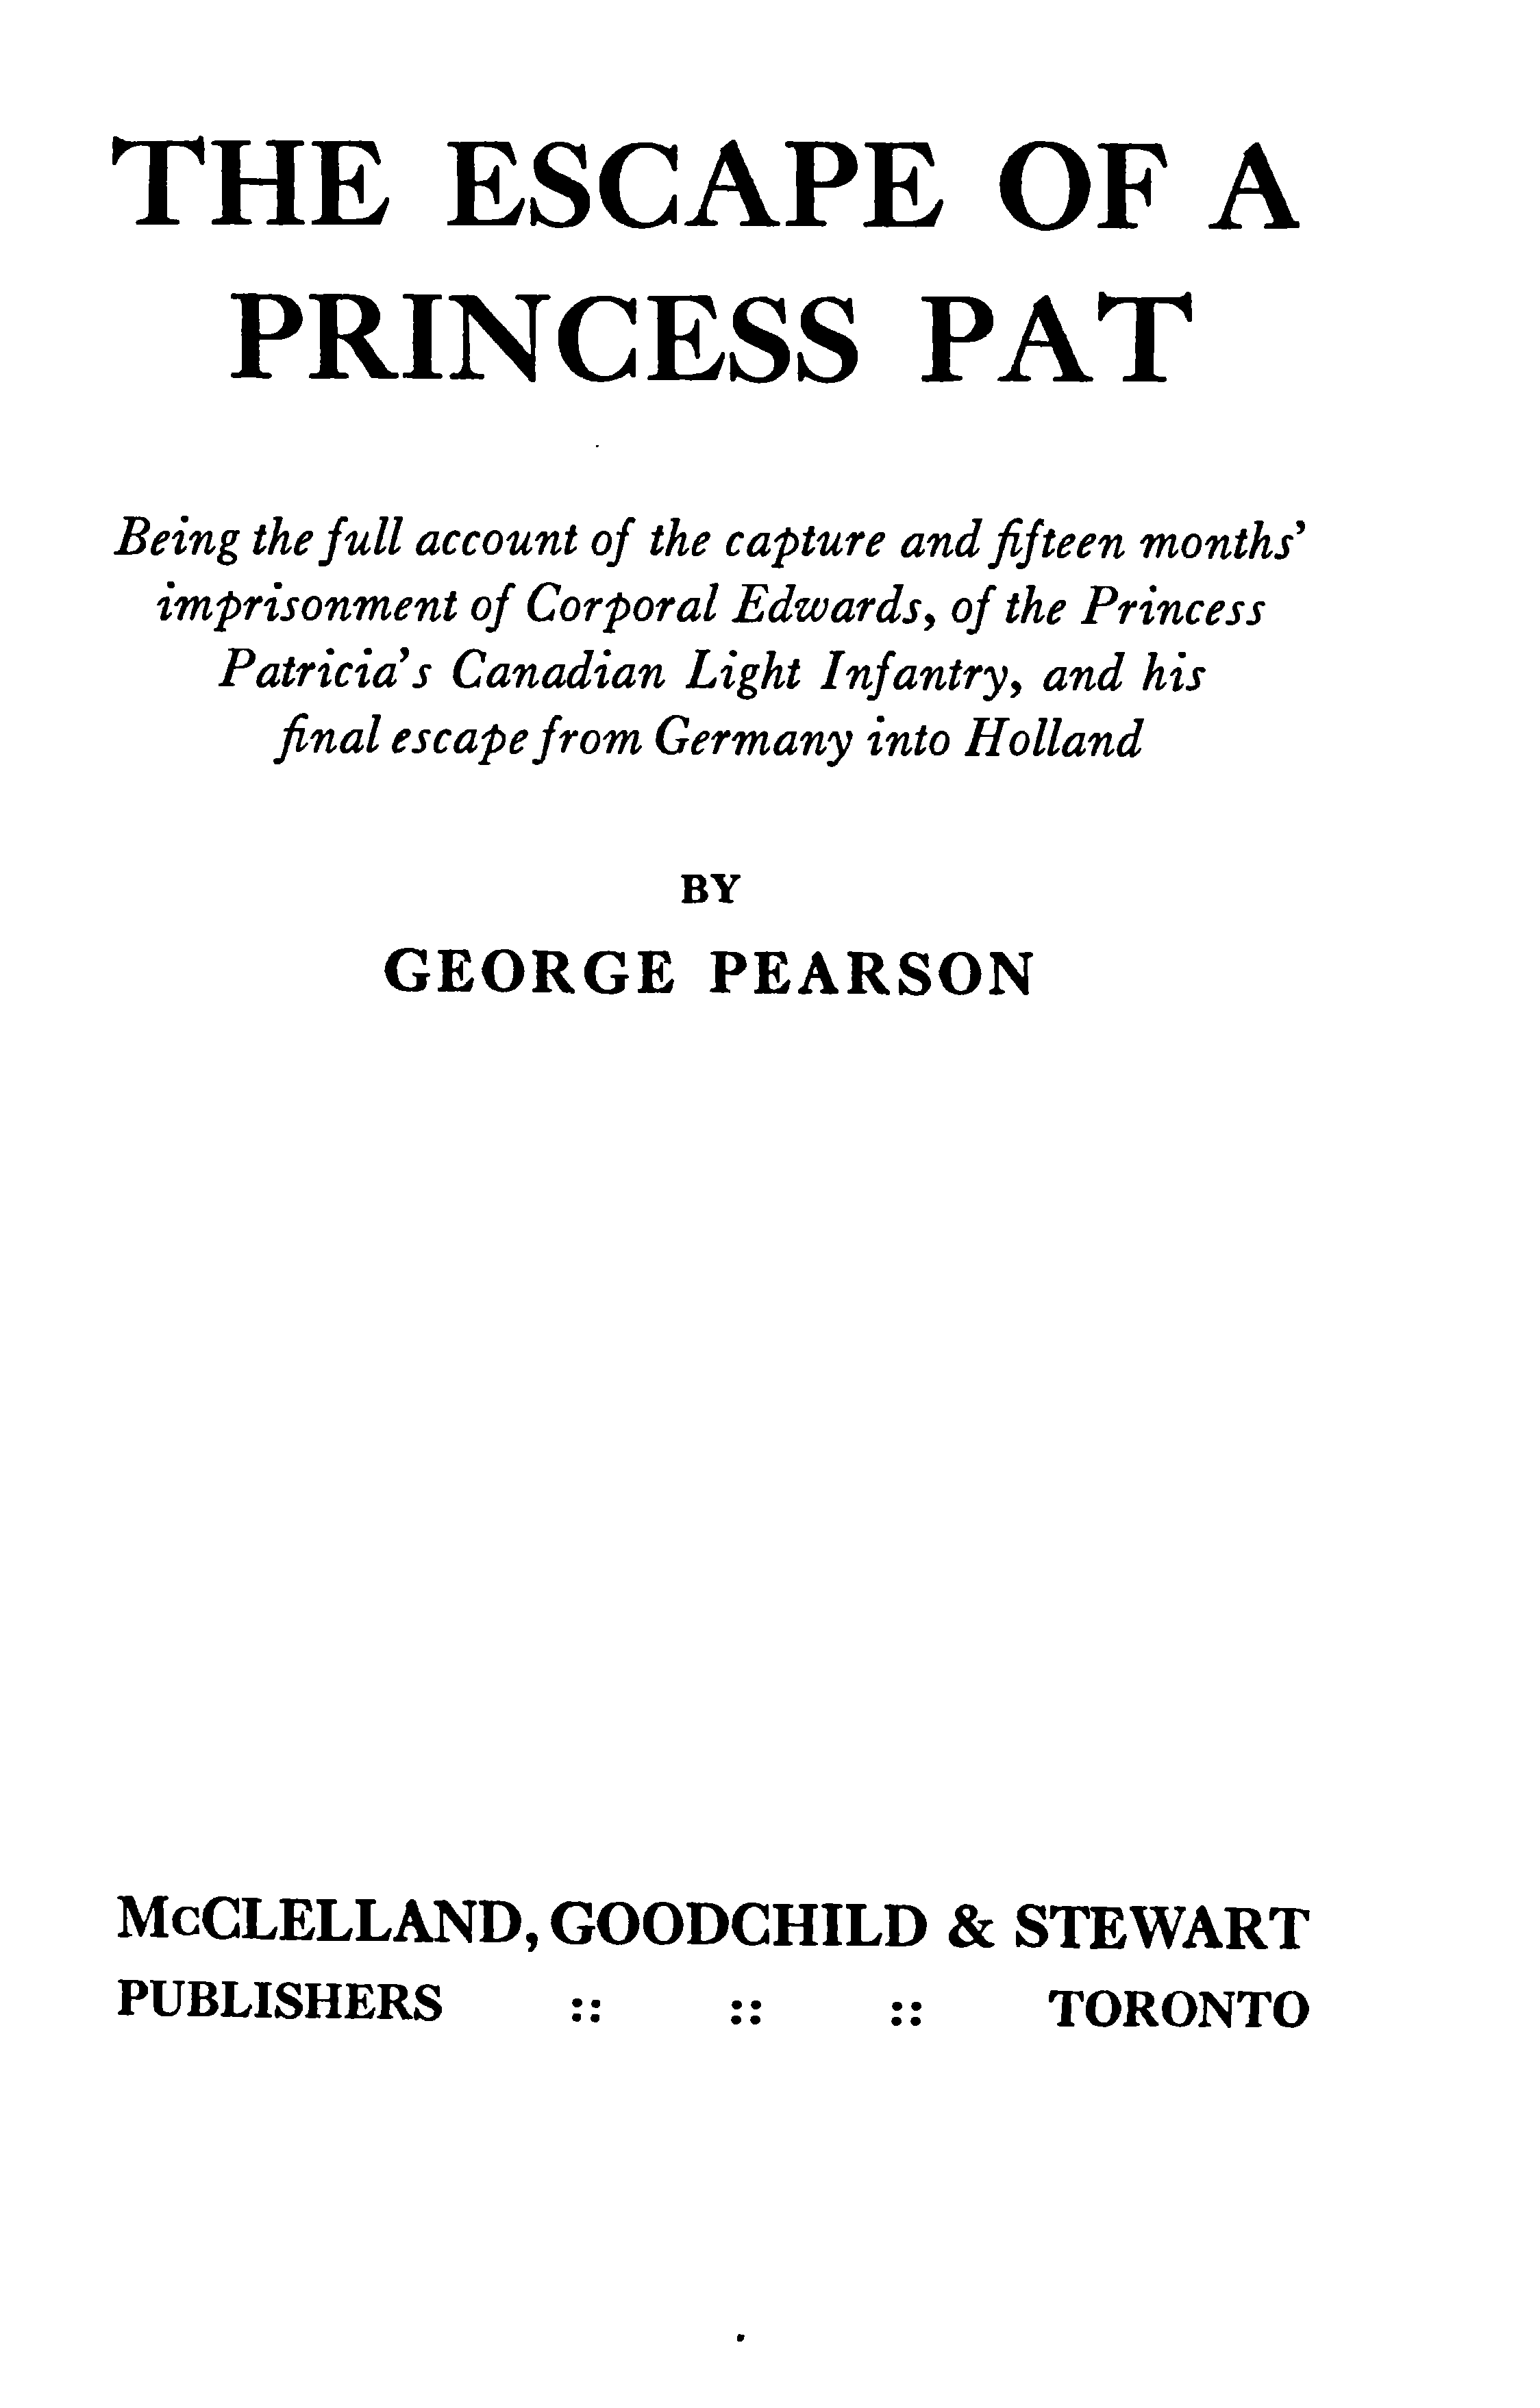 THE ESCAPE OF A
PRINCESS PAT
Being the full account of the capture and fifteen months’
imprisonment of Corporal Edwards, of the Princess
Patricia’s Canadian Light Infantry, and his
final escape from Germany into Holland
BY
GEORGE PEARSON
McCLELLAND, GOODCHILD & STEWART
PUBLISHERS :: :: :: TORONTO